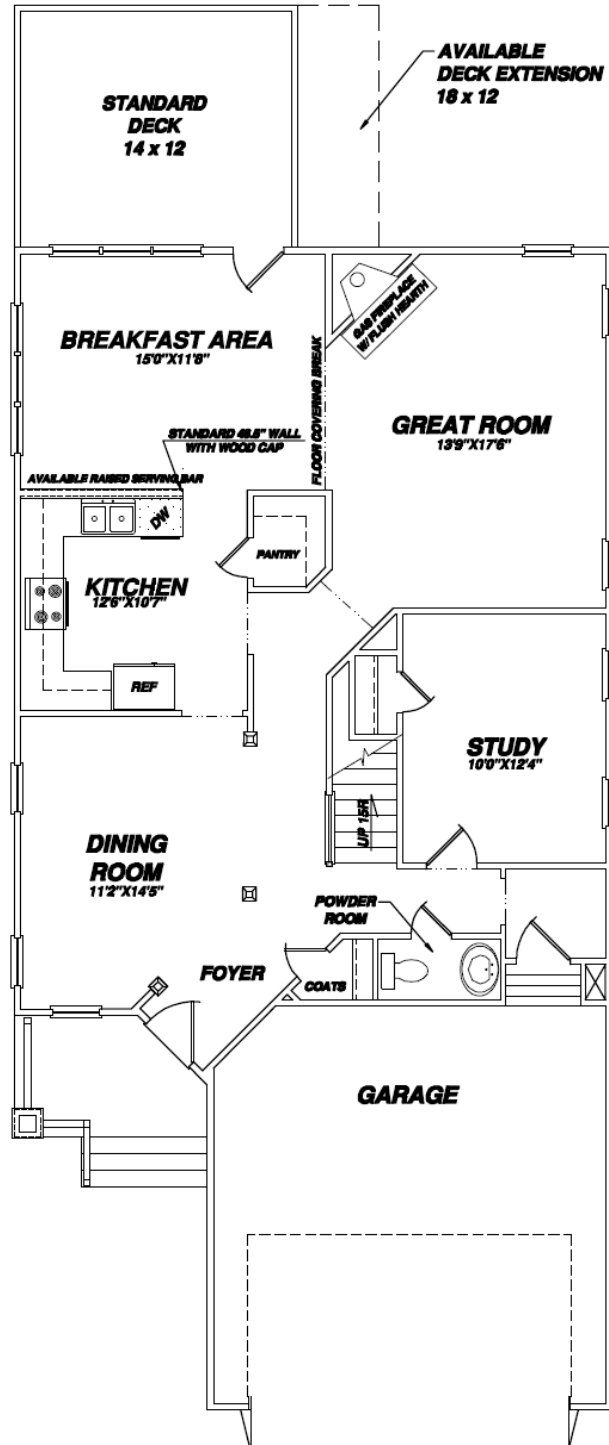 AVAILABLE
DECK EXTENSION
18 x 12
STANDARD
DECK
14 x 12
BREAKFAST AREA
15'0"X11'8"
GAS FIREPLACE
W/ FLUSH HEARTH
FLOOR COVERING BREAK
GREAT ROOM
13'9"X17'6"
STANDARD 48.5" WALL
WITH WOOD CAP
AVAILABLE RAISED SERVING BAR
DW
PANTRY
KITCHEN
12'6"X10'7"
REF
STUDY
10'0"X12'4"
UP 15R
DINING
ROOM
11'2"X14'5"
POWDER
ROOM
FOYER
COATS
GARAGE